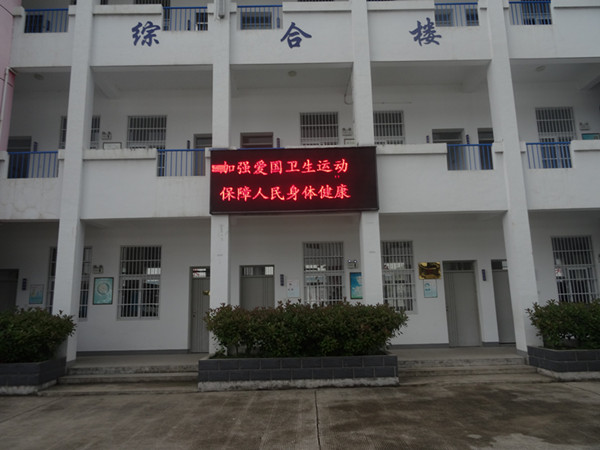 综合楼
加强爱国卫生运动
保障人民身体健康